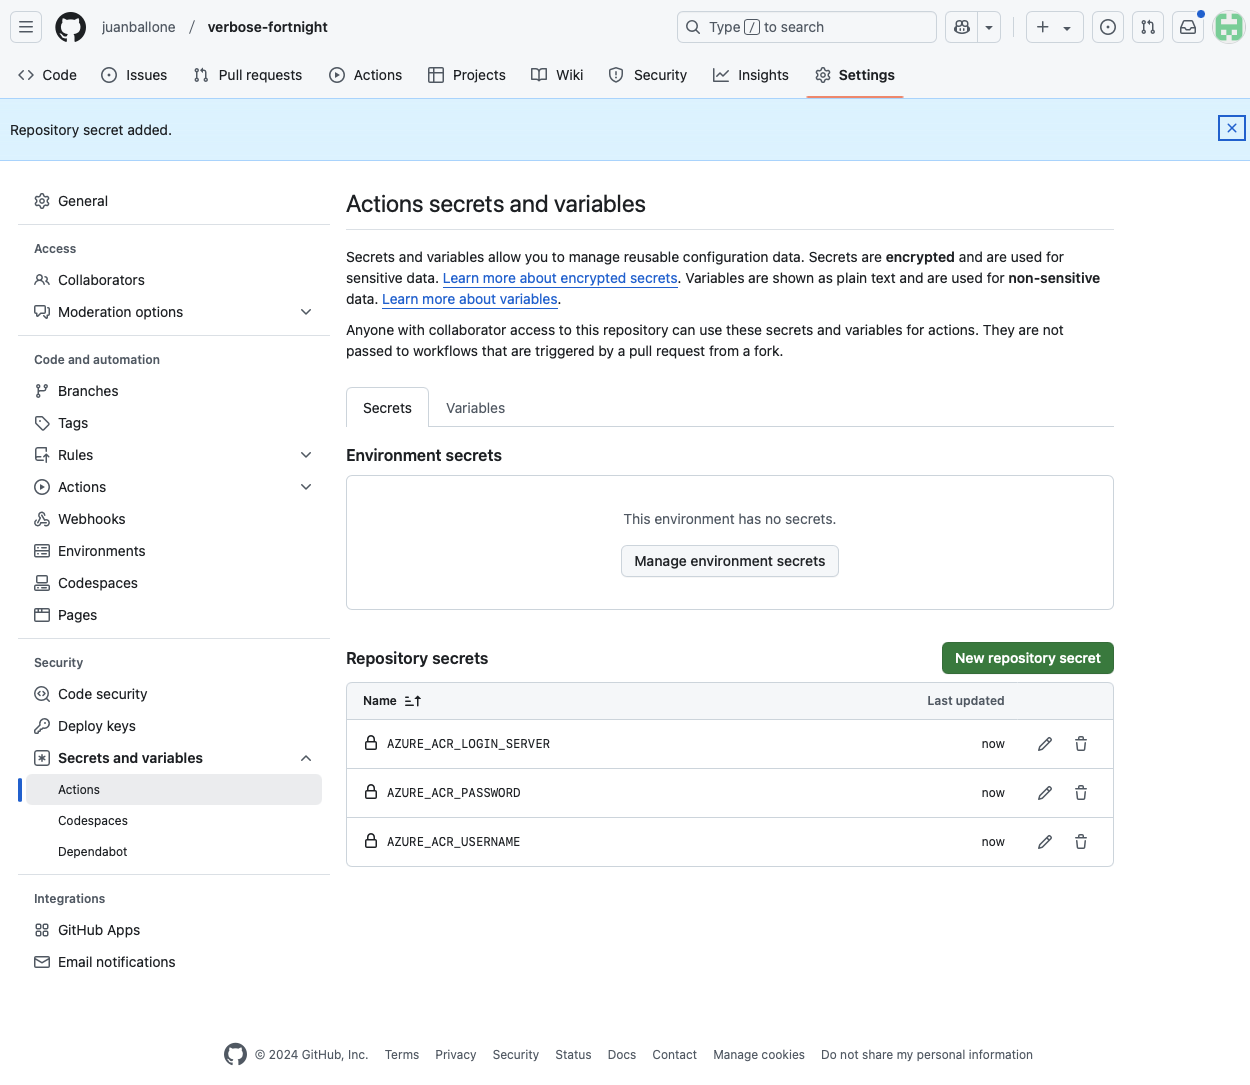 juanballone / verbose-fortnight
Type / to search
Code
Issues
Pull requests
Actions
Projects
Wiki
Security
Insights
Settings
Repository secret added.
General
Access
Collaborators
Moderation options
Code and automation
Branches
Tags
Rules
Actions
Webhooks
Environments
Codespaces
Pages
Security
Code security
Deploy keys
Secrets and variables
Actions
Codespaces
Dependabot
Integrations
GitHub Apps
Email notifications
Actions secrets and variables
Secrets and variables allow you to manage reusable configuration data. Secrets are encrypted and are used for
sensitive data. Learn more about encrypted secrets. Variables are shown as plain text and are used for non-sensitive
data. Learn more about variables.
Anyone with collaborator access to this repository can use these secrets and variables for actions. They are not
passed to workflows that are triggered by a pull request from a fork.
Secrets
Variables
Environment secrets
This environment has no secrets.
Manage environment secrets
Repository secrets
New repository secret
Name
Last updated
AZURE_ACR_LOGIN_SERVER now
AZURE_ACR_PASSWORD now
AZURE_ACR_USERNAME now
© 2024 GitHub, Inc. Terms Privacy Security Status Docs Contact Manage cookies Do not share my personal information